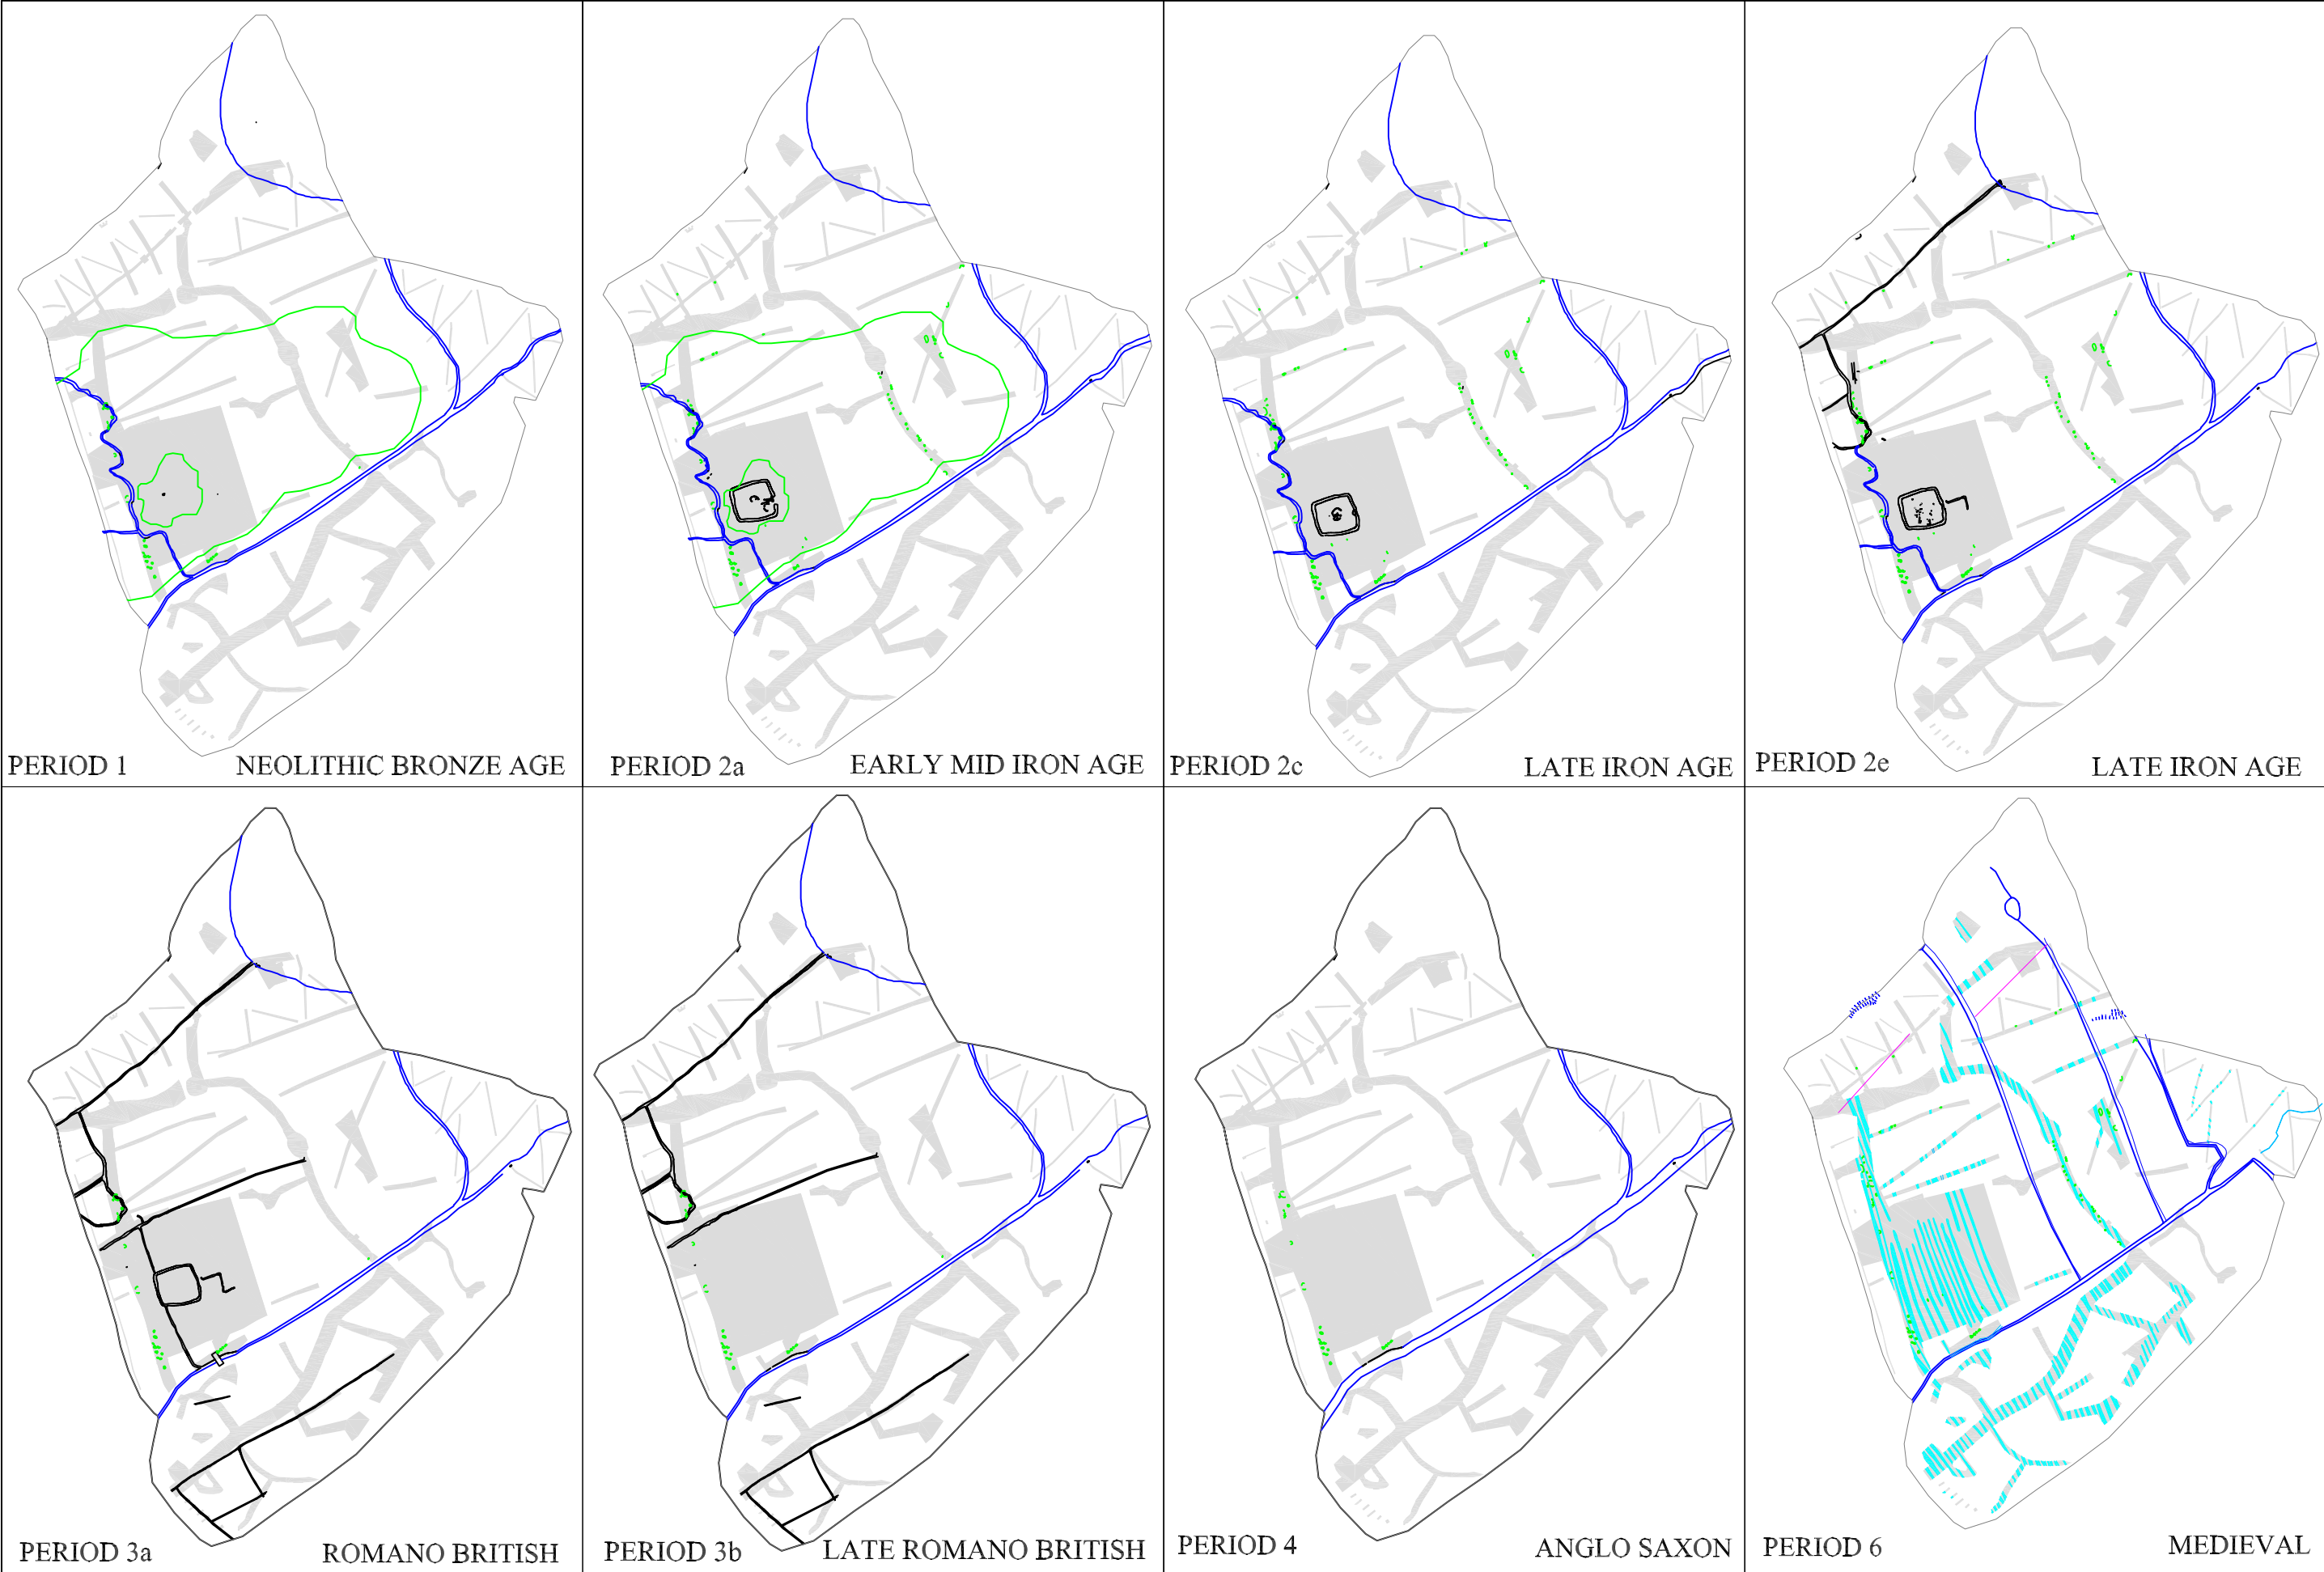 PERIOD 1 NEOLITHIC BRONZE AGE
PERIOD 2a EARLY MID IRON AGE
PERIOD 2c LATE IRON AGE
PERIOD 2e LATE IRON AGE
PERIOD 3a ROMANO BRITISH
PERIOD 3b LATE ROMANO BRITISH
PERIOD 4 ANGLO SAXON
PERIOD 6 MEDIEVAL